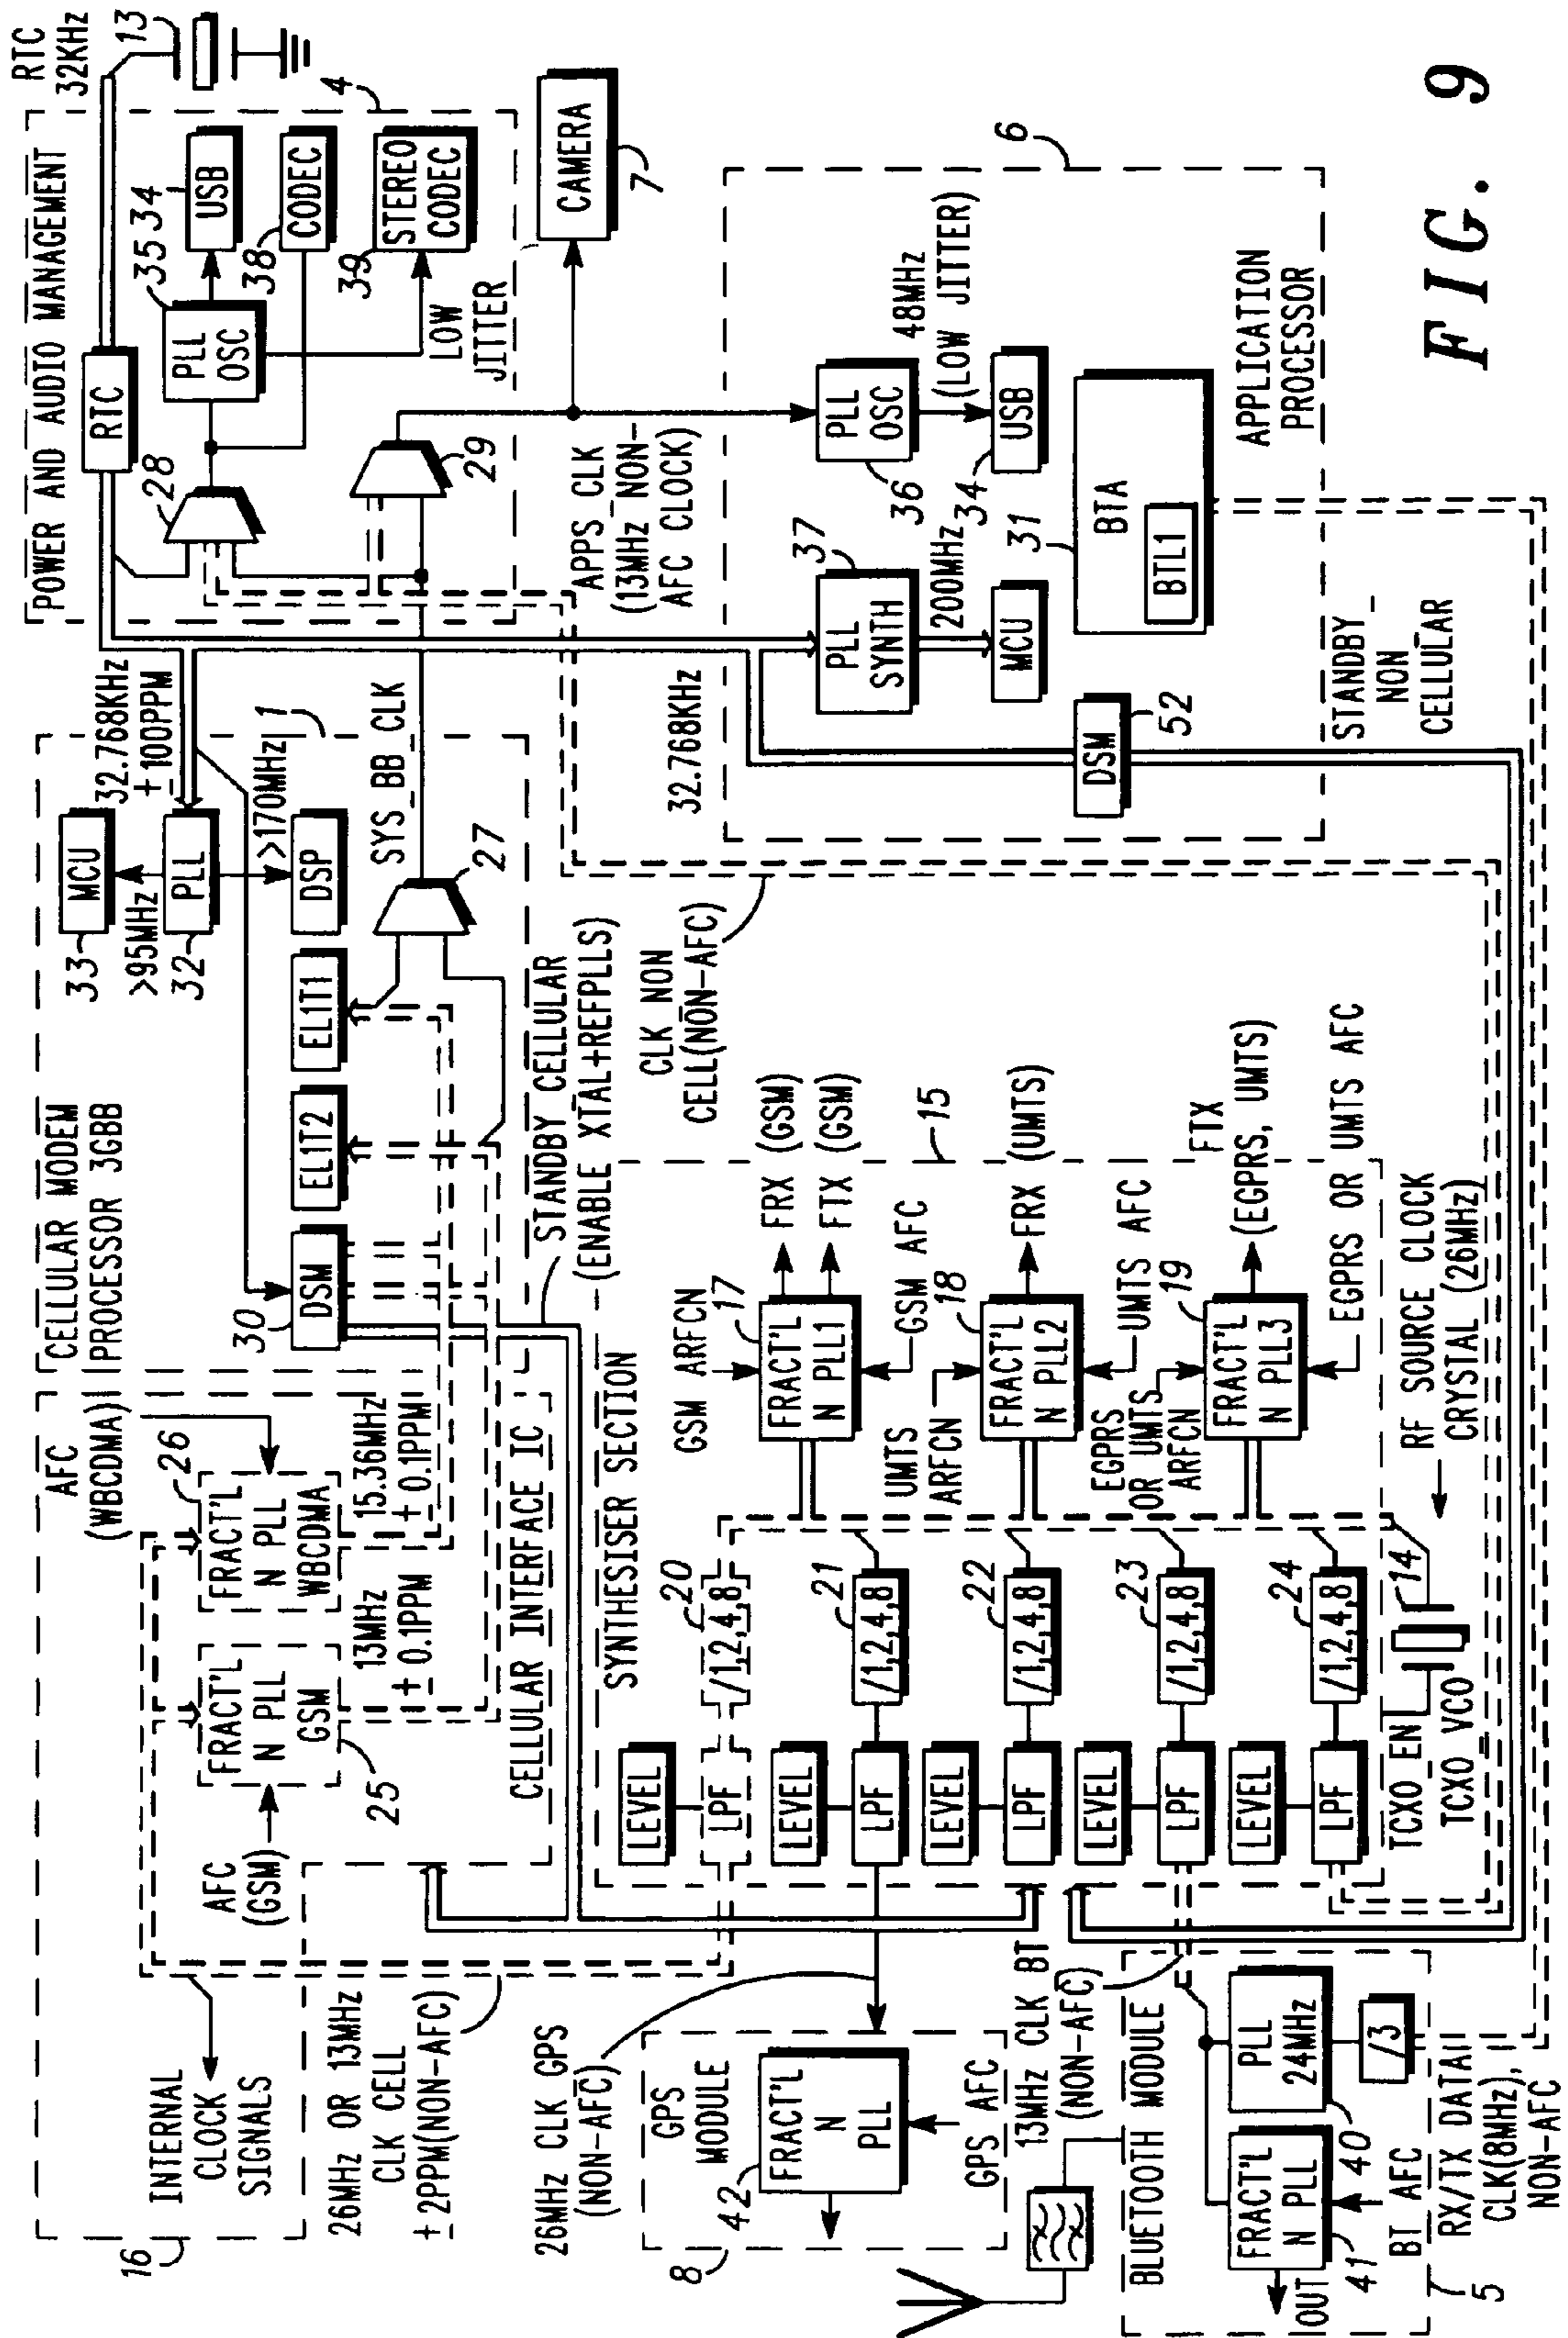 POWER AND AUDIO MANAGEMENT
RTC
32KHz
13
RTC
4
28
35
34
PLL
OSC
USB
38
CODEC
39
STEREO
CODEC
LOW
JITTER
29
CAMERA
7
APPS CLK
(13MHz NON-
AFC CLOCK)
CELLULAR MODEM
PROCESSOR 3GBB
33
MCU
>95MHz
32
PLL
32.768KHz
±100PPM
>170MHz
1
30
DSM
EL1T2
EL1T1
DSP
SYS_BB CLK
27
STANDBY CELLULAR
(ENABLE XTAL+REFPLLS)
CLK NON
CELL(NON-AFC)
AFC
(WBCDMA)
26
FRACT'L
N PLL
WBCDMA
15.36MHz
± 0.1PPM
FRACT'L
N PLL
GSM
13MHz
± 0.1PPM
25
AFC
(GSM)
CELLULAR INTERFACE IC
16
INTERNAL
CLOCK
SIGNALS
26MHz OR 13MHz
CLK CELL
±2PPM(NON-AFC)
26MHz CLK GPS
(NON-AFC)
SYNTHESISER SECTION
15
LEVEL
LPF
/1,2,4,8
20
LEVEL
LPF
/1,2,4,8
21
LEVEL
LPF
/1,2,4,8
22
LEVEL
LPF
/1,2,4,8
23
LEVEL
LPF
/1,2,4,8
24
GSM ARFCN
17
FRACT'L
N PLL1
FRX (GSM)
FTX (GSM)
GSM AFC
UMTS
ARFCN
18
FRACT'L
N PLL2
FRX (UMTS)
UMTS AFC
EGPRS
OR UMTS
ARFCN
19
FRACT'L
N PLL3
FTX
(EGPRS, UMTS)
EGPRS OR UMTS AFC
RF SOURCE CLOCK
CRYSTAL (26MHz)
14
TCXO_EN
TCXO VCO
32.768KHz
6
37
PLL
SYNTH
200MHz
MCU
36
PLL
OSC
48MHz
(LOW JITTER)
34
USB
DSM
52
31
BTA
BTL1
APPLICATION
PROCESSOR
STANDBY_
NON
CELLULAR
GPS
MODULE
8
42
FRACT'L
N
PLL
GPS AFC
13MHz CLK BT
(NON-AFC)
BLUETOOTH MODULE
FRACT'L
N PLL
41
OUT
BT AFC
PLL
24MHz
40
/3
5
RX/TX DATA
CLK(8MHz),
NON-AFC
FIG. 9